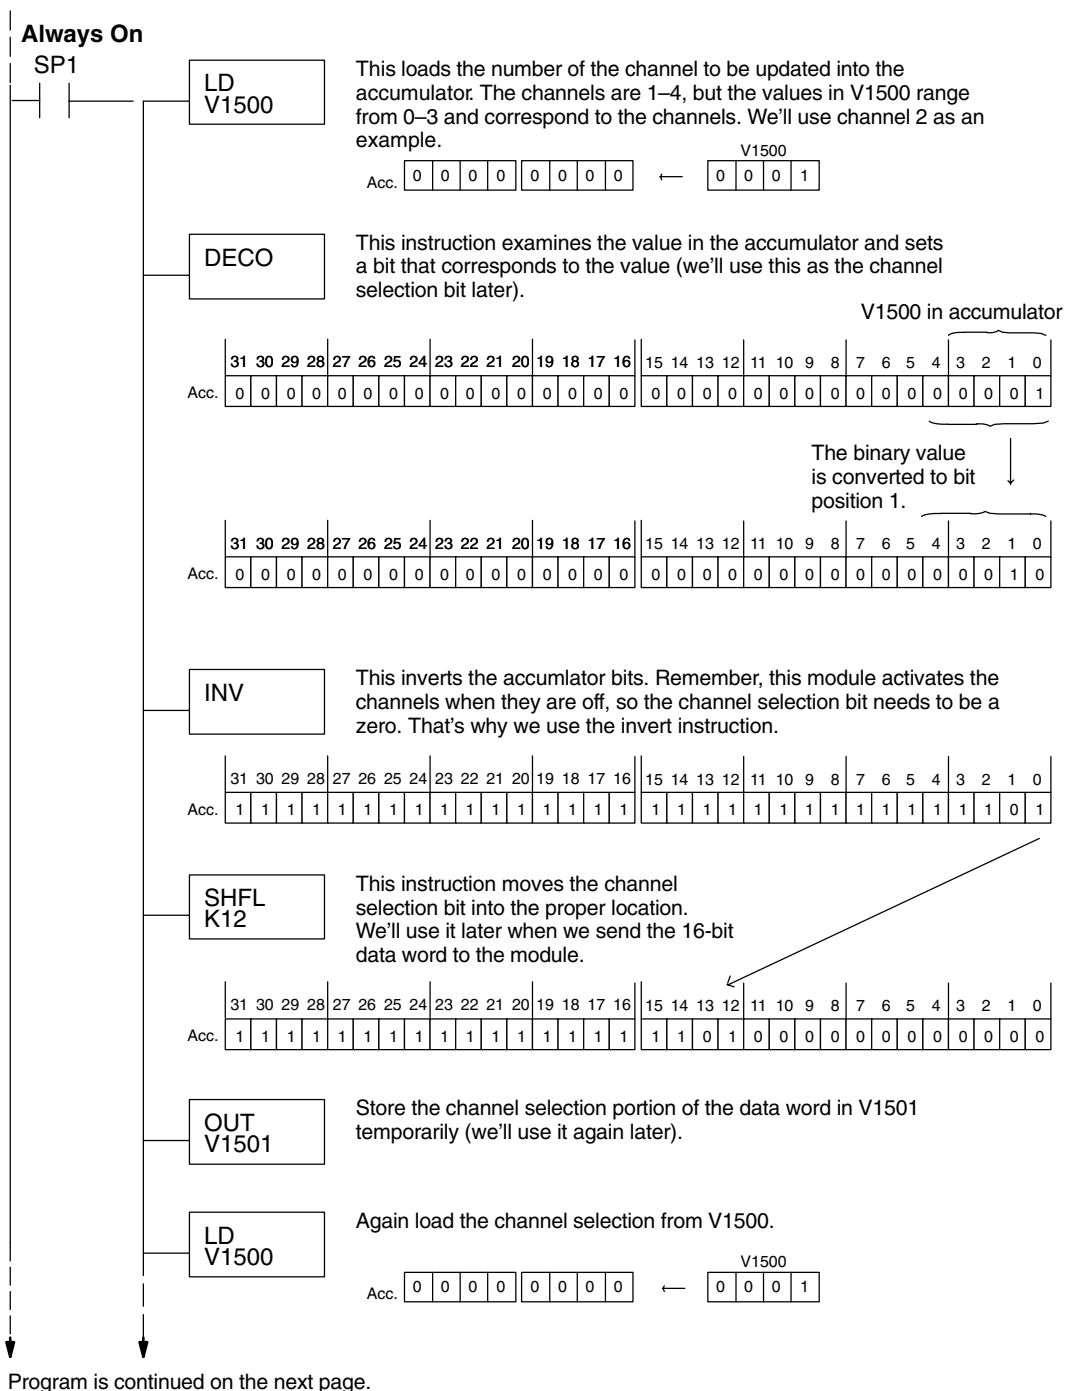 Always On
SP1
LD
V1500
This loads the number of the channel to be updated into the
accumulator. The channels are 1–4, but the values in V1500 range
from 0–3 and correspond to the channels. We'll use channel 2 as an
example.
V1500
Acc. 0 0 0 0 0 0 0 0 ← 0 0 0 1
DECO
This instruction examines the value in the accumulator and sets
a bit that corresponds to the value (we'll use this as the channel
selection bit later).
V1500 in accumulator
31 30 29 28 27 26 25 24 23 22 21 20 19 18 17 16 15 14 13 12 11 10 9 8 7 6 5 4 3 2 1 0
Acc. 0 0 0 0 0 0 0 0 0 0 0 0 0 0 0 0 0 0 0 0 0 0 0 0 0 0 0 0 0 0 0 1
The binary value
is converted to bit
position 1.
31 30 29 28 27 26 25 24 23 22 21 20 19 18 17 16 15 14 13 12 11 10 9 8 7 6 5 4 3 2 1 0
Acc. 0 0 0 0 0 0 0 0 0 0 0 0 0 0 0 0 0 0 0 0 0 0 0 0 0 0 0 0 0 0 1 0
INV
This inverts the accumlator bits. Remember, this module activates the
channels when they are off, so the channel selection bit needs to be a
zero. That's why we use the invert instruction.
31 30 29 28 27 26 25 24 23 22 21 20 19 18 17 16 15 14 13 12 11 10 9 8 7 6 5 4 3 2 1 0
Acc. 1 1 1 1 1 1 1 1 1 1 1 1 1 1 1 1 1 1 1 1 1 1 1 1 1 1 1 1 1 1 0 1
SHFL
K12
This instruction moves the channel
selection bit into the proper location.
We'll use it later when we send the 16-bit
data word to the module.
31 30 29 28 27 26 25 24 23 22 21 20 19 18 17 16 15 14 13 12 11 10 9 8 7 6 5 4 3 2 1 0
Acc. 1 1 1 1 1 1 1 1 1 1 1 1 1 1 1 1 1 1 0 1 0 0 0 0 0 0 0 0 0 0 0 0
OUT
V1501
Store the channel selection portion of the data word in V1501
temporarily (we'll use it again later).
LD
V1500
Again load the channel selection from V1500.
V1500
Acc. 0 0 0 0 0 0 0 0 ← 0 0 0 1
Program is continued on the next page.